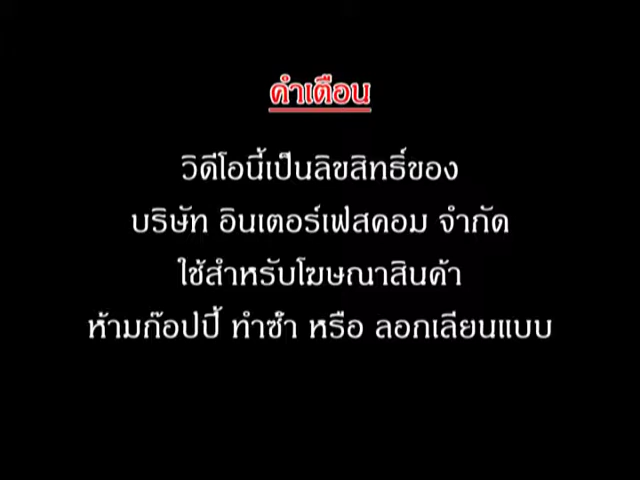 คำเตือน
วิดีโอนี้เป็นลิขสิทธิ์ของ
บริษัท อินเตอร์เฟสคอม จำกัด
ใช้สำหรับโฆษณาสินค้า
ห้ามก๊อปปี้ ทำซ้ำ หรือ ลอกเลียนแบบ